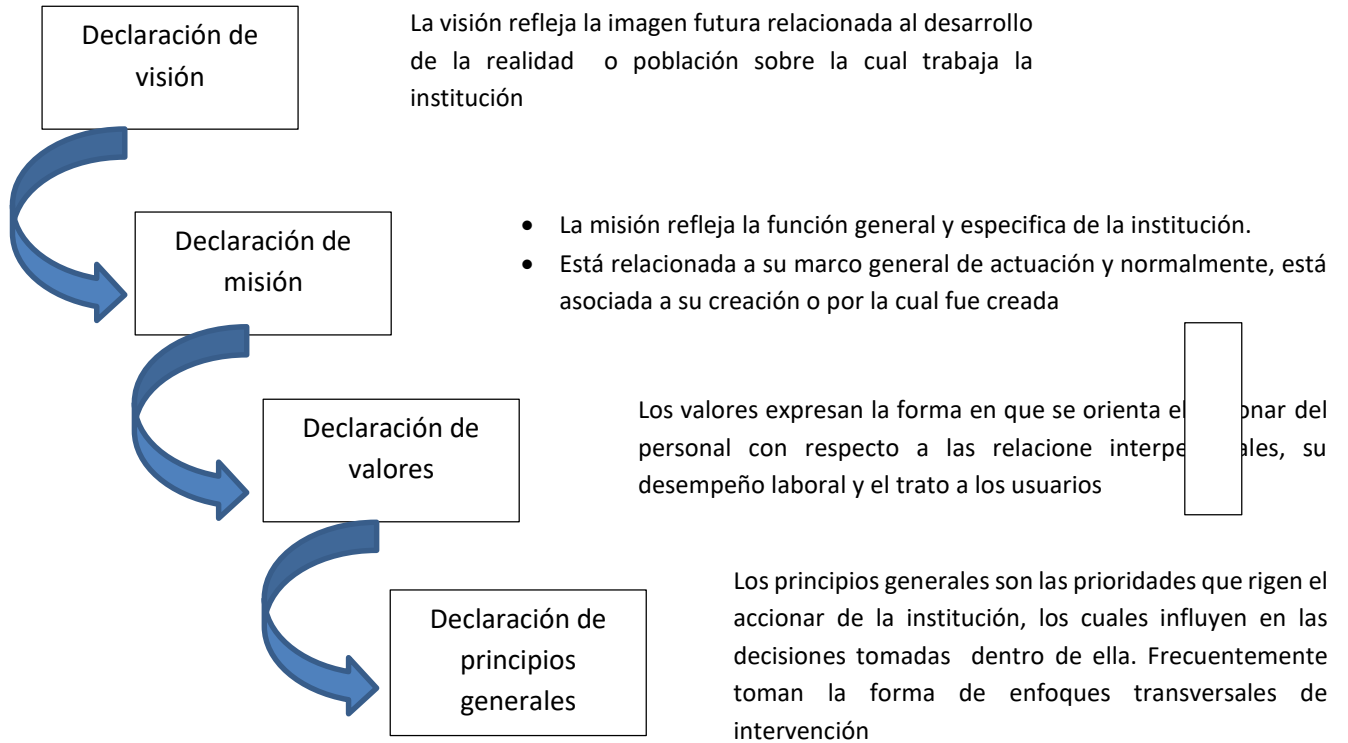 Declaración de
visión
La visión refleja la imagen futura relacionada al desarrollo
de la realidad o población sobre la cual trabaja la
institución
Declaración de
misión
• La misión refleja la función general y especifica de la institución.
• Está relacionada a su marco general de actuación y normalmente, está
asociada a su creación o por la cual fue creada
Declaración de
valores
Los valores expresan la forma en que se orienta el onar del
personal con respecto a las relacione interpe ales, su
desempeño laboral y el trato a los usuarios
Declaración de
principios
generales
Los principios generales son las prioridades que rigen el
accionar de la institución, los cuales influyen en las
decisiones tomadas dentro de ella. Frecuentemente
toman la forma de enfoques transversales de
intervención